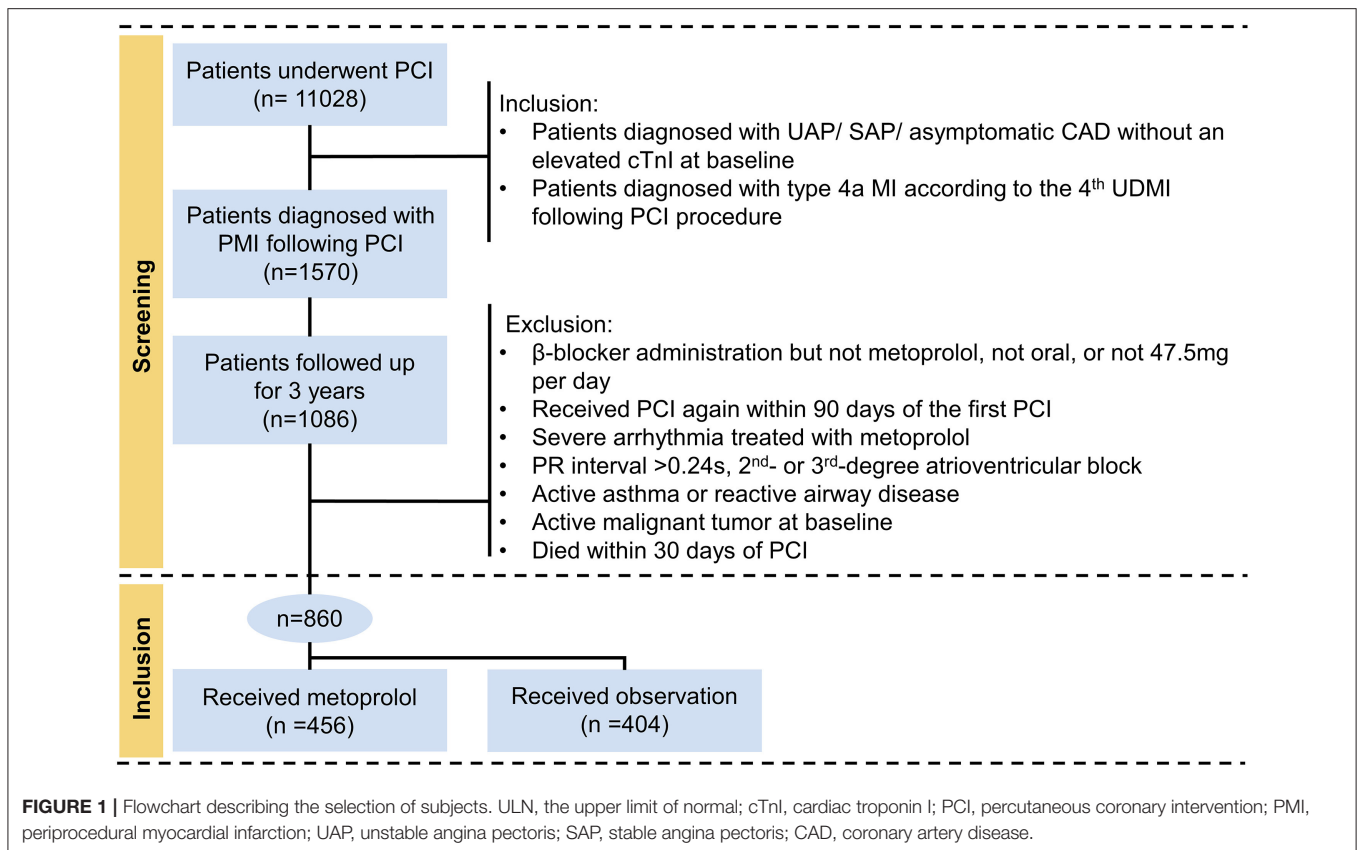 Screening
Patients underwent PCI
(n= 11028)
Inclusion:
• Patients diagnosed with UAP/ SAP/ asymptomatic CAD without an
elevated cTnI at baseline
• Patients diagnosed with type 4a MI according to the 4th UDMI
following PCI procedure
Patients diagnosed with
PMI following PCI
(n=1570)
Patients followed up
for 3 years
(n=1086)
Exclusion:
• β-blocker administration but not metoprolol, not oral, or not 47.5mg
per day
• Received PCI again within 90 days of the first PCI
• Severe arrhythmia treated with metoprolol
• PR interval >0.24s, 2nd- or 3rd-degree atrioventricular block
• Active asthma or reactive airway disease
• Active malignant tumor at baseline
• Died within 30 days of PCI
Inclusion
n=860
Received metoprolol
(n =456)
Received observation
(n =404)
FIGURE 1 | Flowchart describing the selection of subjects. ULN, the upper limit of normal; cTnI, cardiac troponin I; PCI, percutaneous coronary intervention; PMI,
periprocedural myocardial infarction; UAP, unstable angina pectoris; SAP, stable angina pectoris; CAD, coronary artery disease.